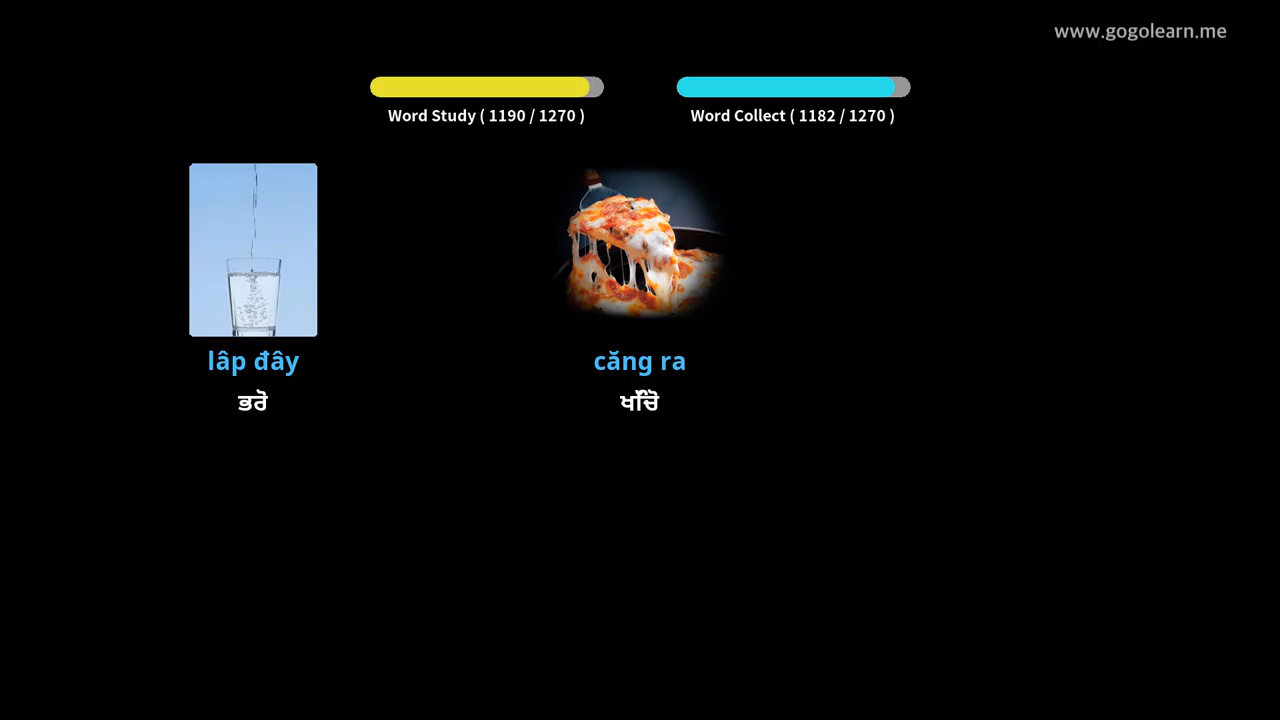 www.gogolearn.me
Word Study ( 1190 / 1270 )
Word Collect ( 1182 / 1270 )
lâp đây
căng ra
ਭਰੋ
ਖਿੱਚੋ